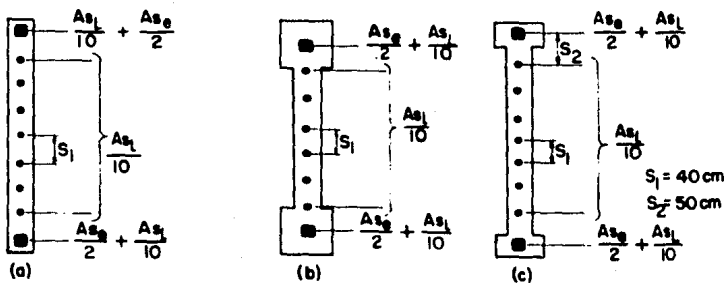 As_L/10 + As_e/2
As_L/10
S_1
As_e/2 + As_L/10
(a)
As_e/2 + As_L/10
As_L/10
S_1
As_e/2 + As_L/10
(b)
As_e/2 + As_L/10
S_2
As_L/10
S_1
S_1 = 40 cm
S_2 = 50 cm
As_e/2 + As_L/10
(c)